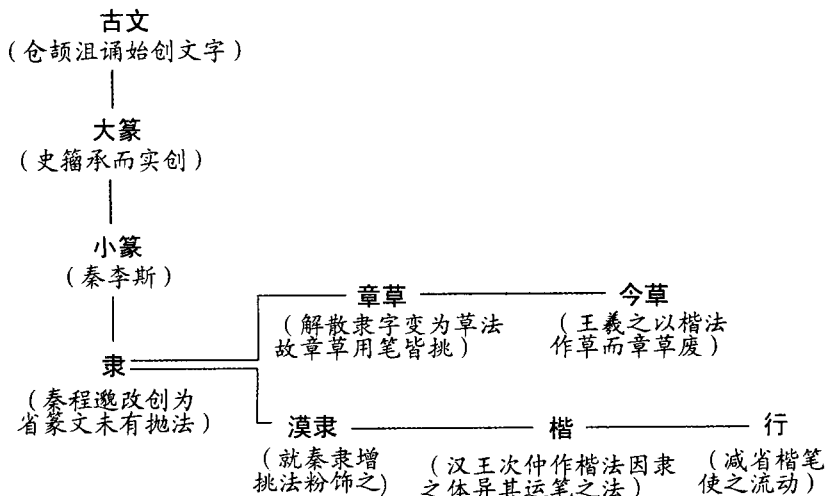 古文
(仓颉沮诵始创文字)
大篆
(史籀承而实创)
小篆
(秦李斯)
章草
(解散隶字变为草法
故章草用笔皆挑)
今草
(王羲之以楷法
作草而章草废)
隶
(秦程邈改创为
省篆文未有抛法)
漠隶
(就秦隶增
挑法粉饰之)
楷
(汉王次仲作楷法因隶
之体异其运笔之法)
行
(减省楷笔
使之流动)